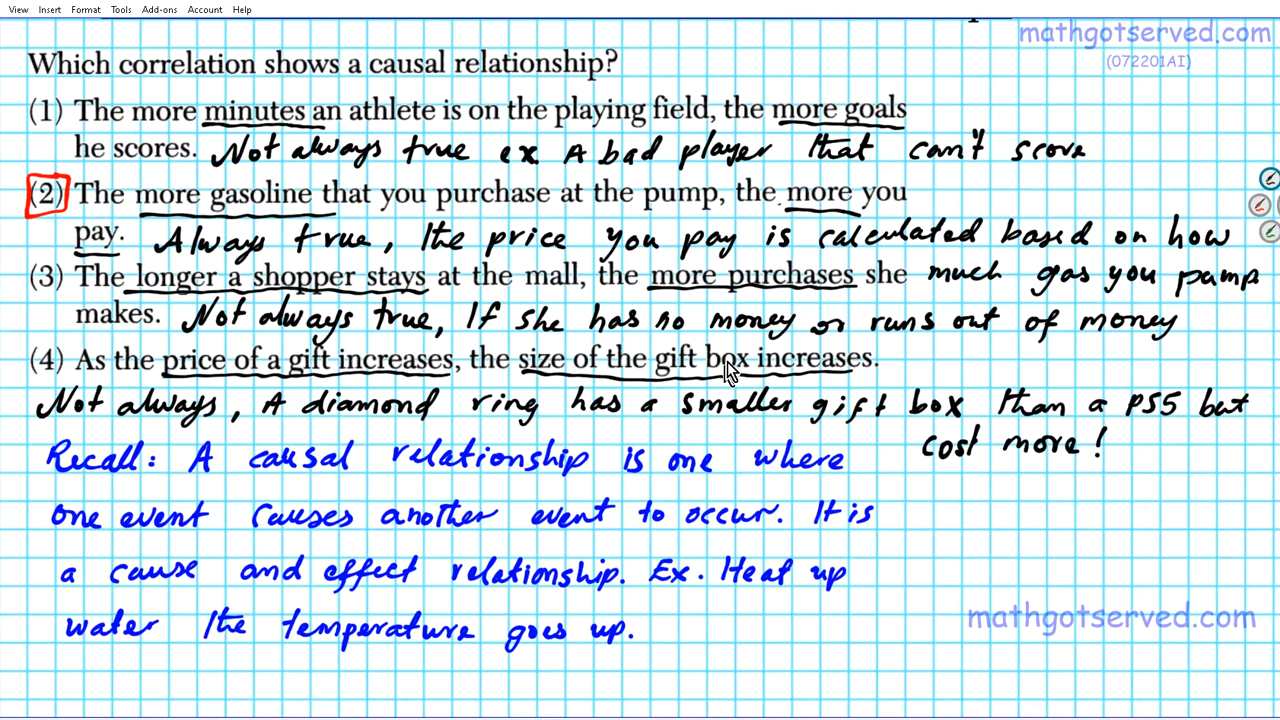 View Insert Format Tools Add-ons Account Help
mathgotserved.com
(072201AI)
Which correlation shows a causal relationship?
(1) The more minutes an athlete is on the playing field, the more goals
he scores. Not always true ex A bad player that can't score
(2) The more gasoline that you purchase at the pump, the more you
pay. Always true, the price you pay is calculated based on how
(3) The longer a shopper stays at the mall, the more purchases she much gas you pump
makes. Not always true, If she has no money or runs out of money
(4) As the price of a gift increases, the size of the gift box increases.
Not always, A diamond ring has a smaller gift box than a PS5 but
cost more!
Recall: A causal relationship is one where
one event causes another event to occur. It is
a cause and effect relationship. Ex. Heat up
water the temperature goes up.
mathgotserved.com